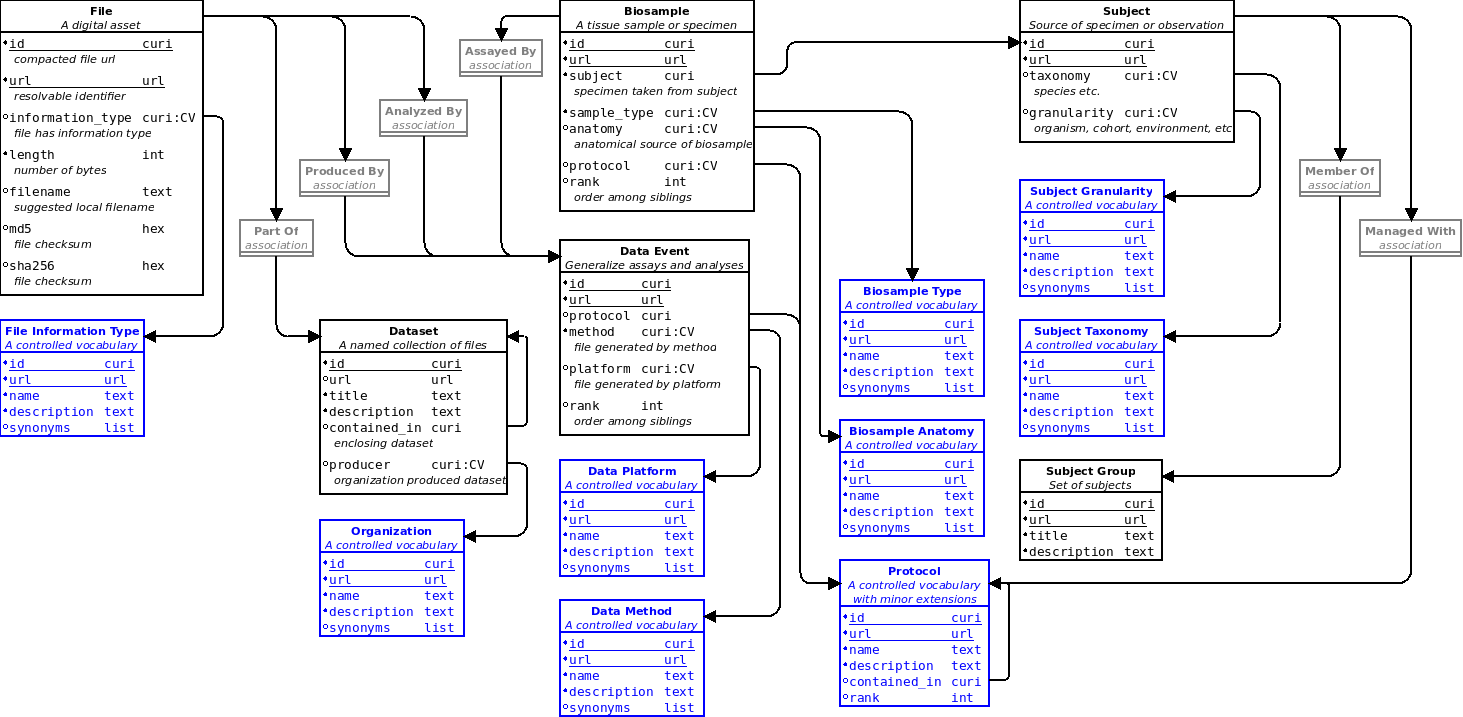 File
A digital asset
id curi
compacted file url
url url
resolvable identifier
information_type curi:CV
file has information type
length int
number of bytes
filename text
suggested local filename
md5 hex
file checksum
sha256 hex
file checksum
File Information Type
A controlled vocabulary
id curi
url url
name text
description text
synonyms list
Part Of
association
Produced By
association
Analyzed By
association
Assayed By
association
Dataset
A named collection of files
id curi
url url
title text
description text
contained_in curi
enclosing dataset
producer curi:CV
organization produced dataset
Organization
A controlled vocabulary
id curi
url url
name text
description text
synonyms list
Biosample
A tissue sample or specimen
id curi
url url
subject curi
specimen taken from subject
sample_type curi:CV
anatomy curi:CV
anatomical source of biosample
protocol curi:CV
rank int
order among siblings
Data Event
Generalize assays and analyses
id curi
url url
protocol curi
method curi:CV
file generated by method
platform curi:CV
file generated by platform
rank int
order among siblings
Data Platform
A controlled vocabulary
id curi
url url
name text
description text
synonyms list
Data Method
A controlled vocabulary
id curi
url url
name text
description text
synonyms list
Biosample Type
A controlled vocabulary
id curi
url url
name text
description text
synonyms list
Biosample Anatomy
A controlled vocabulary
id curi
url url
name text
description text
synonyms list
Protocol
A controlled vocabulary
with minor extensions
id curi
url url
name text
description text
contained_in curi
rank int
Subject
Source of specimen or observation
id curi
url url
taxonomy curi:CV
species etc.
granularity curi:CV
organism, cohort, environment, etc
Subject Granularity
A controlled vocabulary
id curi
url url
name text
description text
synonyms list
Subject Taxonomy
A controlled vocabulary
id curi
url url
name text
description text
synonyms list
Subject Group
Set of subjects
id curi
url url
title text
description text
Member Of
association
Managed With
association